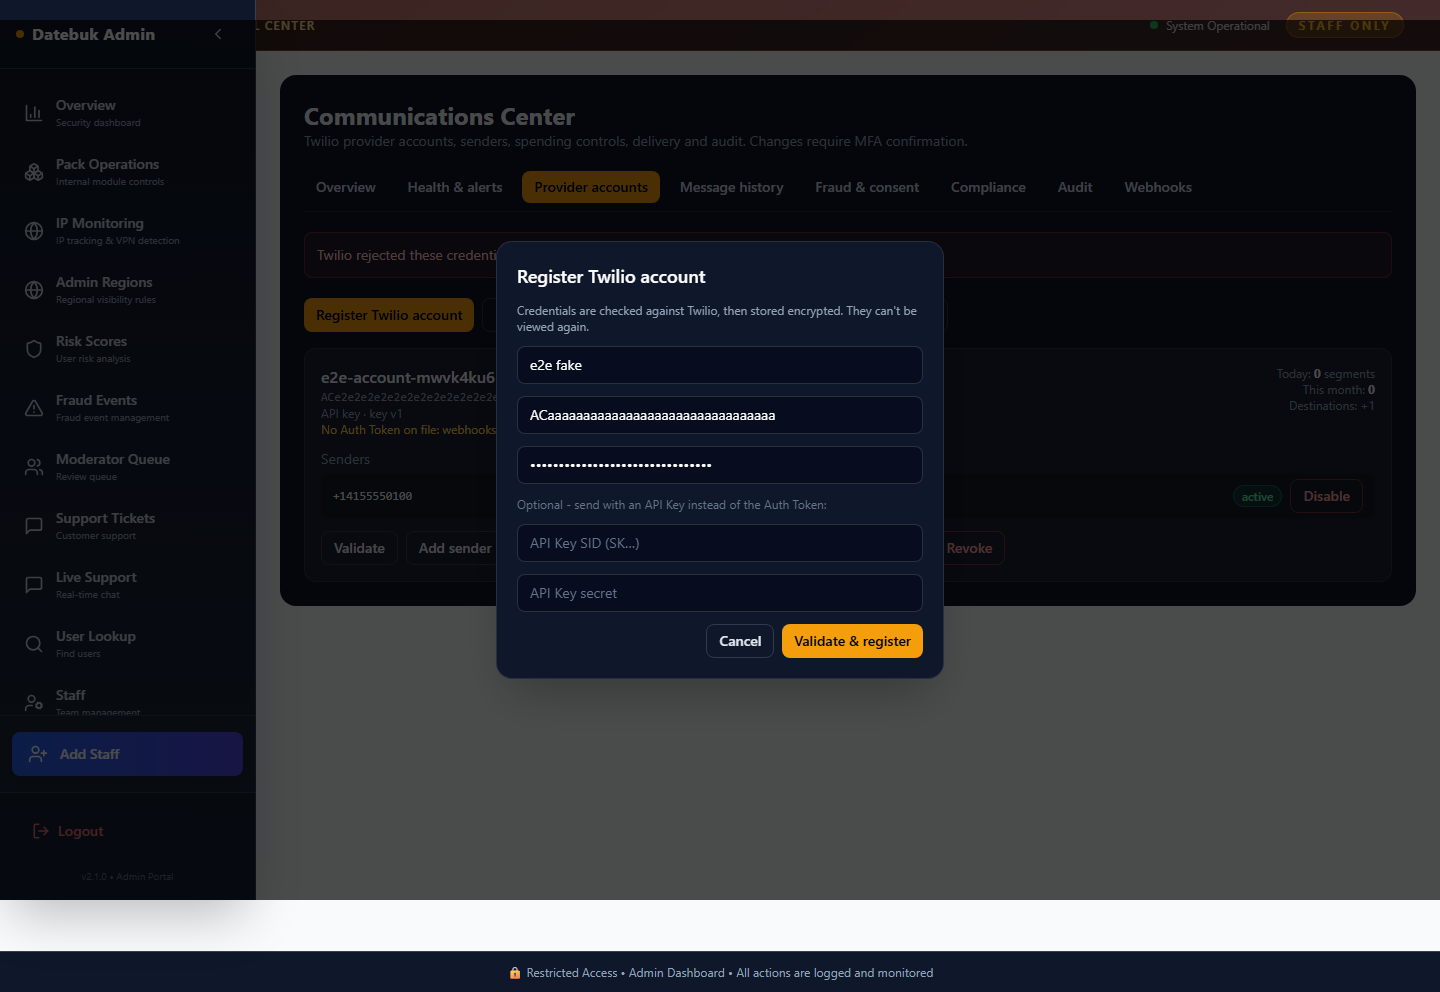 Datebuk Admin
L CENTER
System Operational
STAFF ONLY
Overview
Security dashboard
Pack Operations
Internal module controls
IP Monitoring
IP tracking & VPN detection
Admin Regions
Regional visibility rules
Risk Scores
User risk analysis
Fraud Events
Fraud event management
Moderator Queue
Review queue
Support Tickets
Customer support
Live Support
Real-time chat
User Lookup
Find users
Staff
Team management
Add Staff
Logout
v2.1.0 • Admin Portal
Communications Center
Twilio provider accounts, senders, spending controls, delivery and audit. Changes require MFA confirmation.
Overview Health & alerts Provider accounts Message history Fraud & consent Compliance Audit Webhooks
Twilio rejected these credenti
Register Twilio account
e2e-account-mwvk4ku6
ACe2e2e2e2e2e2e2e2e2e2e2e2e
API key - key v1
No Auth Token on file: webhooks
Today: 0 segments
This month: 0
Destinations: +1
Senders
+14155550100
active
Disable
Validate
Add sender
Revoke
Register Twilio account
Credentials are checked against Twilio, then stored encrypted. They can't be
viewed again.
e2e fake
ACaaaaaaaaaaaaaaaaaaaaaaaaaaaaaaaa
••••••••••••••••••••••••••••••••
Optional - send with an API Key instead of the Auth Token:
API Key SID (SK...)
API Key secret
Cancel
Validate & register
🔒 Restricted Access • Admin Dashboard • All actions are logged and monitored